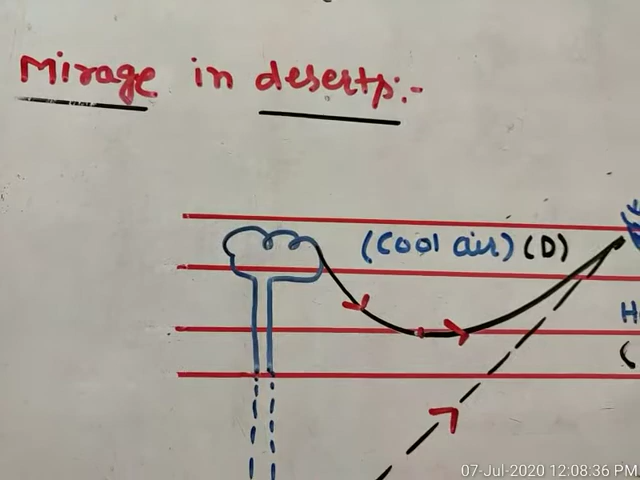 Mirage in deserts:-
(Cool air) (D)
H
(
07-Jul-2020 12:08:36 PM